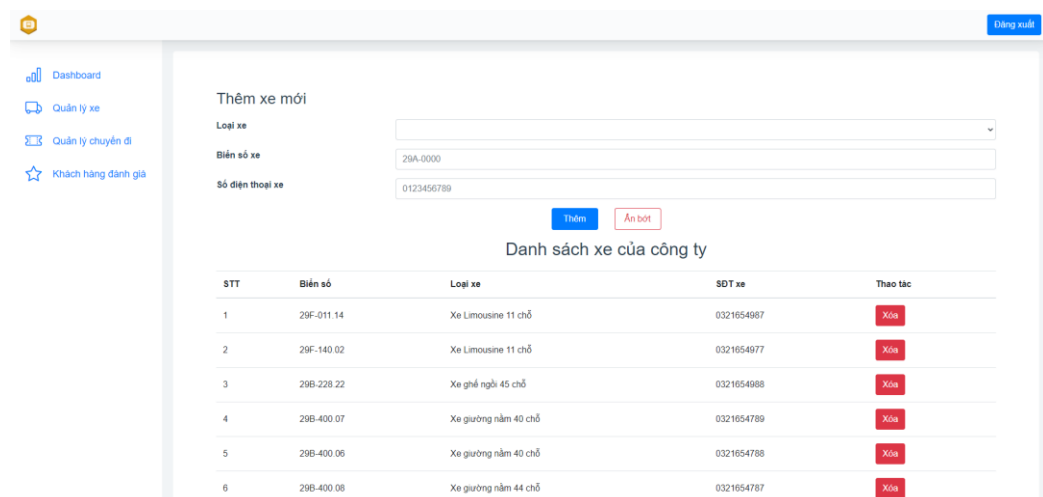 Đăng xuất
Dashboard
Quản lý xe
Quản lý chuyến đi
Khách hàng đánh giá
Thêm xe mới
Loại xe
Biển số xe 29A-0000
Số điện thoại xe 0123456789
Thêm Ẩn bớt
Danh sách xe của công ty
STT Biển số Loại xe SĐT xe Thao tác
1 29F-011.14 Xe Limousine 11 chỗ 0321654987 Xóa
2 29F-140.02 Xe Limousine 11 chỗ 0321654977 Xóa
3 29B-228.22 Xe ghế ngồi 45 chỗ 0321654988 Xóa
4 29B-400.07 Xe giường nằm 40 chỗ 0321654789 Xóa
5 29B-400.06 Xe giường nằm 40 chỗ 0321654788 Xóa
6 29B-400.08 Xe giường nằm 44 chỗ 0321654787 Xóa